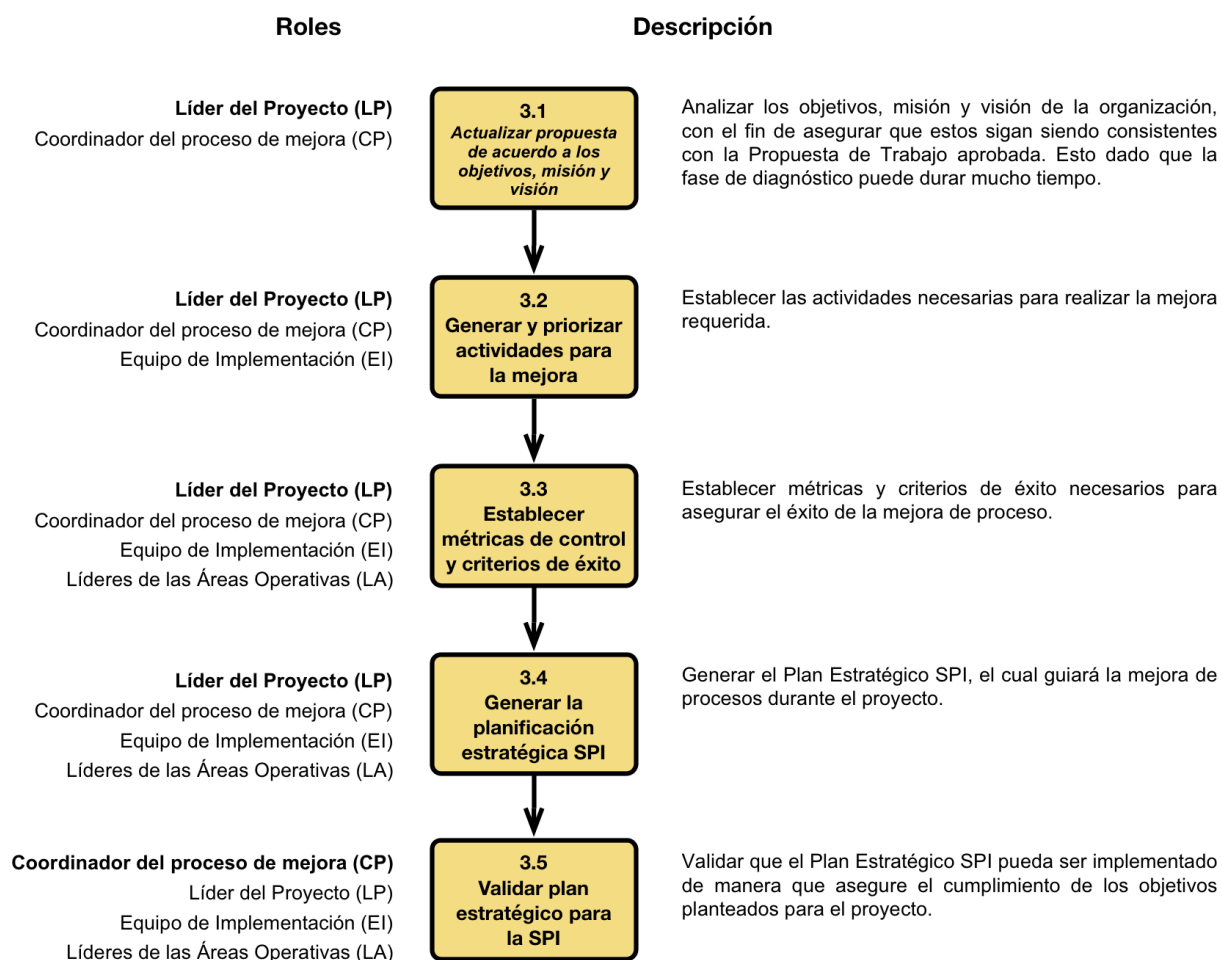 Roles
Descripción
Líder del Proyecto (LP)
Coordinador del proceso de mejora (CP)
3.1
Actualizar propuesta
de acuerdo a los
objetivos, misión y
visión
Analizar los objetivos, misión y visión de la organización,
con el fin de asegurar que estos sigan siendo consistentes
con la Propuesta de Trabajo aprobada. Esto dado que la
fase de diagnóstico puede durar mucho tiempo.
Líder del Proyecto (LP)
Coordinador del proceso de mejora (CP)
Equipo de Implementación (EI)
3.2
Generar y priorizar
actividades para
la mejora
Establecer las actividades necesarias para realizar la mejora
requerida.
Líder del Proyecto (LP)
Coordinador del proceso de mejora (CP)
Equipo de Implementación (EI)
Líderes de las Áreas Operativas (LA)
3.3
Establecer
métricas de control
y criterios de éxito
Establecer métricas y criterios de éxito necesarios para
asegurar el éxito de la mejora de proceso.
Líder del Proyecto (LP)
Coordinador del proceso de mejora (CP)
Equipo de Implementación (EI)
Líderes de las Áreas Operativas (LA)
3.4
Generar la
planificación
estratégica SPI
Generar el Plan Estratégico SPI, el cual guiará la mejora de
procesos durante el proyecto.
Coordinador del proceso de mejora (CP)
Líder del Proyecto (LP)
Equipo de Implementación (EI)
Líderes de las Áreas Operativas (LA)
3.5
Validar plan
estratégico para
la SPI
Validar que el Plan Estratégico SPI pueda ser implementado
de manera que asegure el cumplimiento de los objetivos
planteados para el proyecto.